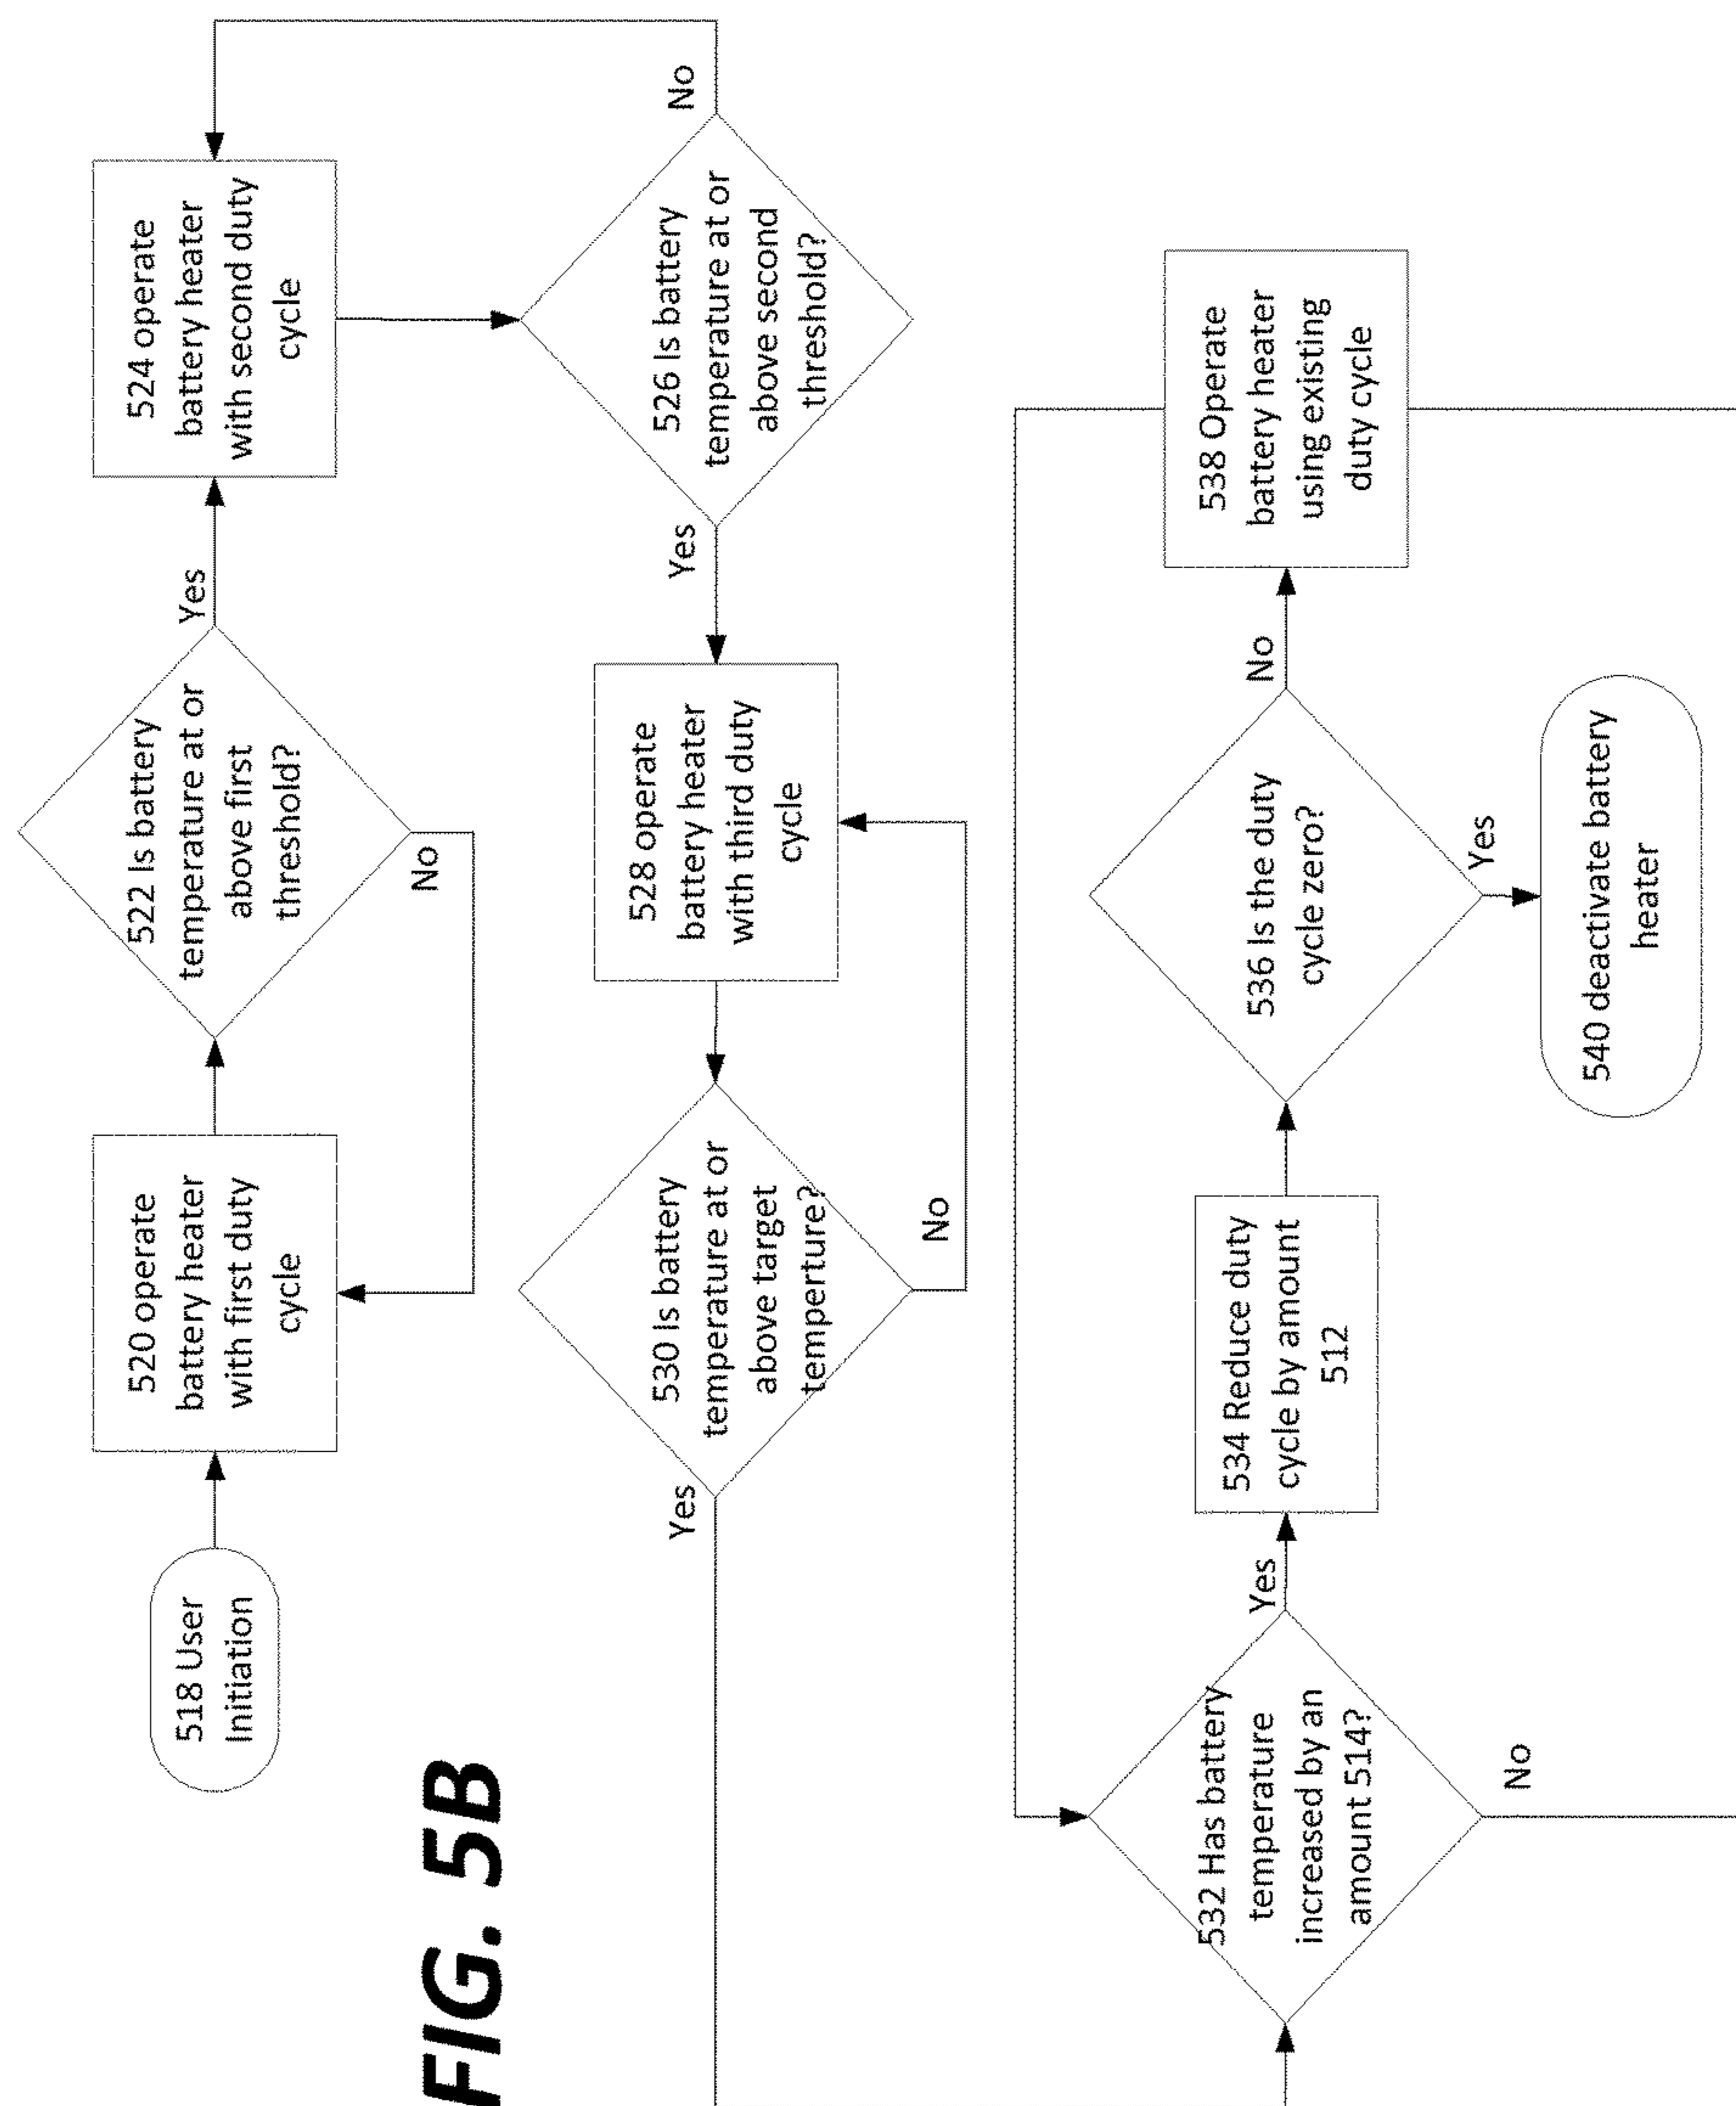 518 User
Initiation
520 operate
battery heater
with first duty
cycle
522 Is battery
temperature at or
above first
threshold?
Yes
No
524 operate
battery heater
with second duty
cycle
FIG. 5B
530 Is battery
temperature at or
above target
temperture?
Yes
No
528 operate
battery heater
with third duty
cycle
Yes
526 Is battery
temperature at or
above second
threshold?
No
532 Has battery
temperature
increased by an
amount 514?
Yes
No
534 Reduce duty
cycle by amount
512
536 Is the duty
cycle zero?
No
Yes
538 Operate
battery heater
using existing
duty cycle
540 deactivate battery
heater